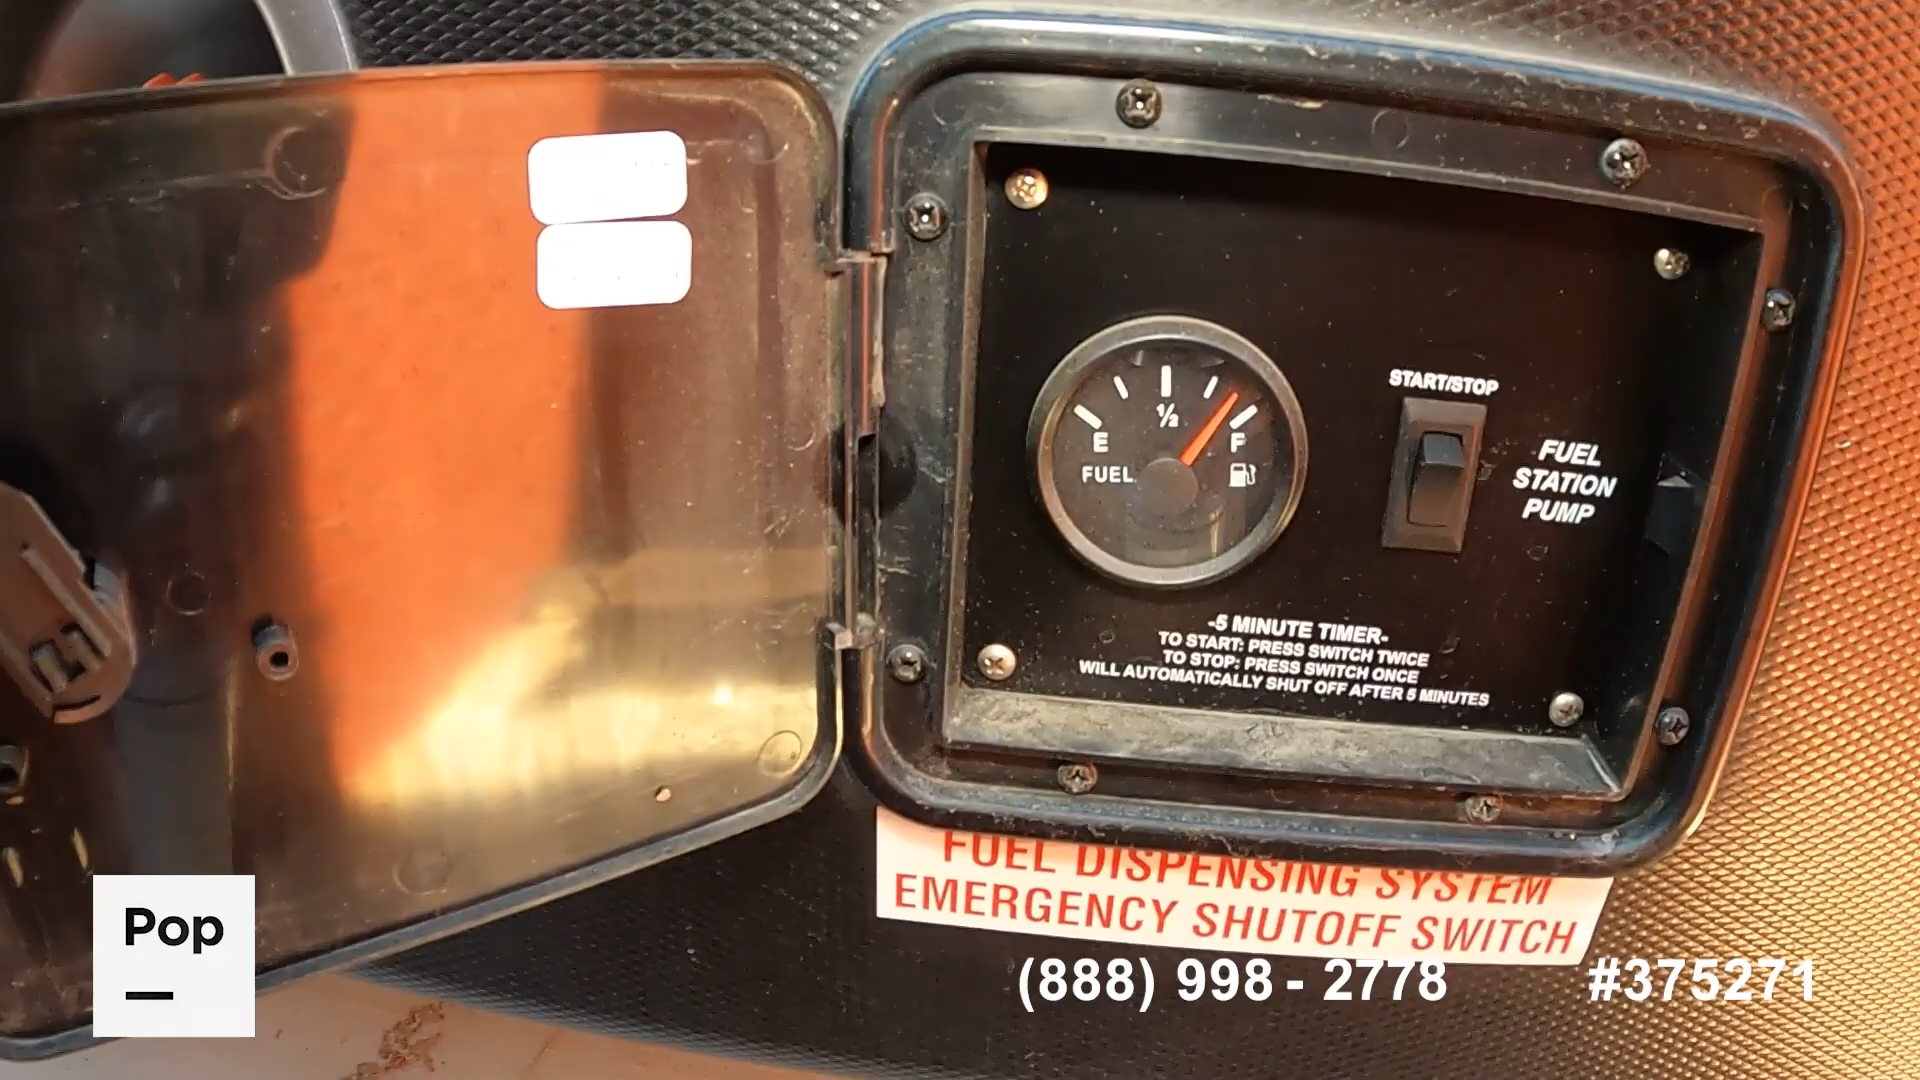 START/STOP
FUEL
STATION
PUMP
1/2
E
F
FUEL
-5 MINUTE TIMER-
TO START: PRESS SWITCH TWICE
TO STOP: PRESS SWITCH ONCE
WILL AUTOMATICALLY SHUT OFF AFTER 5 MINUTES
FUEL DISPENSING SYSTEM
EMERGENCY SHUTOFF SWITCH
Pop
(888) 998 - 2778
#375271